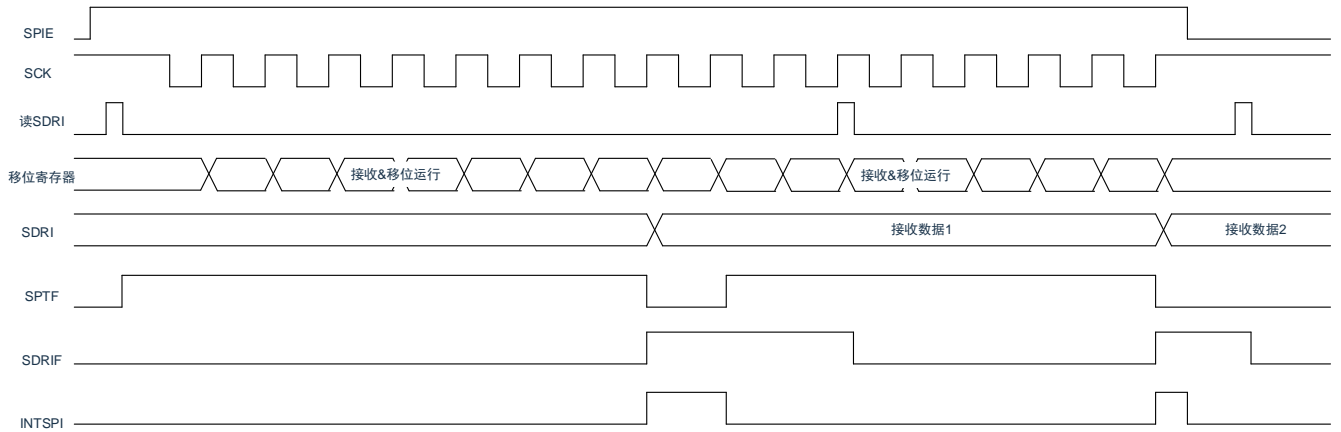 SPIE
SCK
读SDRI
移位寄存器
接收&移位运行
接收&移位运行
SDRI
接收数据1
接收数据2
SPTF
SDRIF
INTSPI